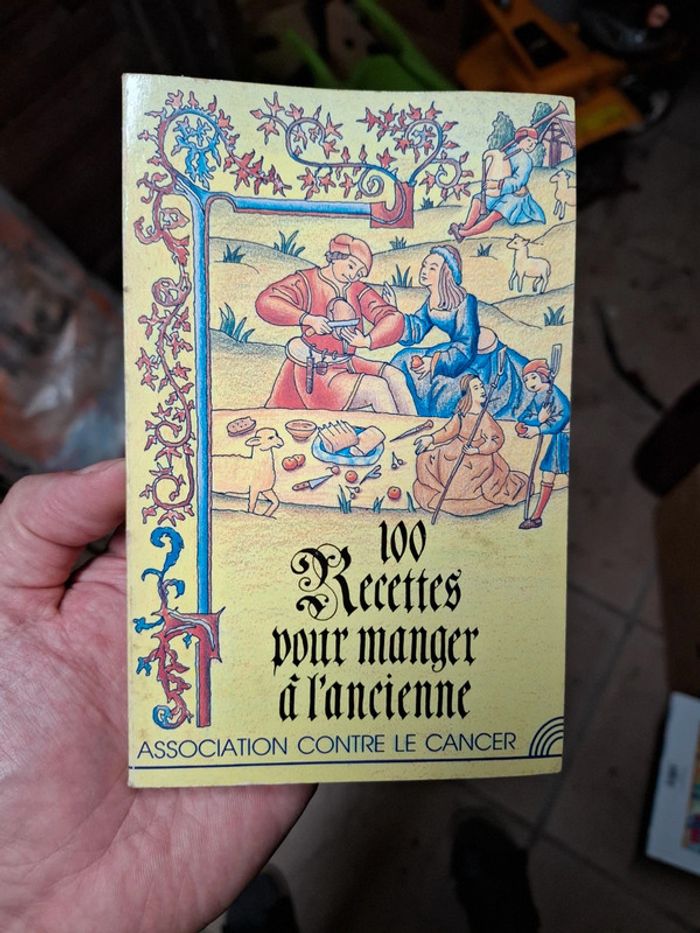 100
Recettes
pour manger
à l'ancienne
ASSOCIATION CONTRE LE CANCER